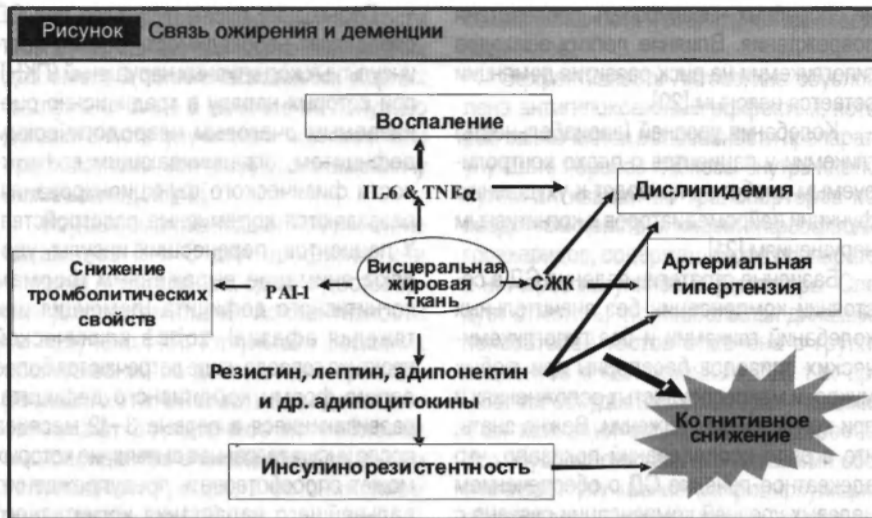 Рисунок Связь ожирения и деменции
Воспаление
IL-6 & TNFα
Дислипидемия
Артериальная
гипертензия
Снижение
тромболитических
свойств
PAI-1
Висцеральная
жировая
ткань
СЖК
Резистин, лептин, адипонектин
и др. адипоцитокины
Когнитивное
снижение
Инсулинорезистентность